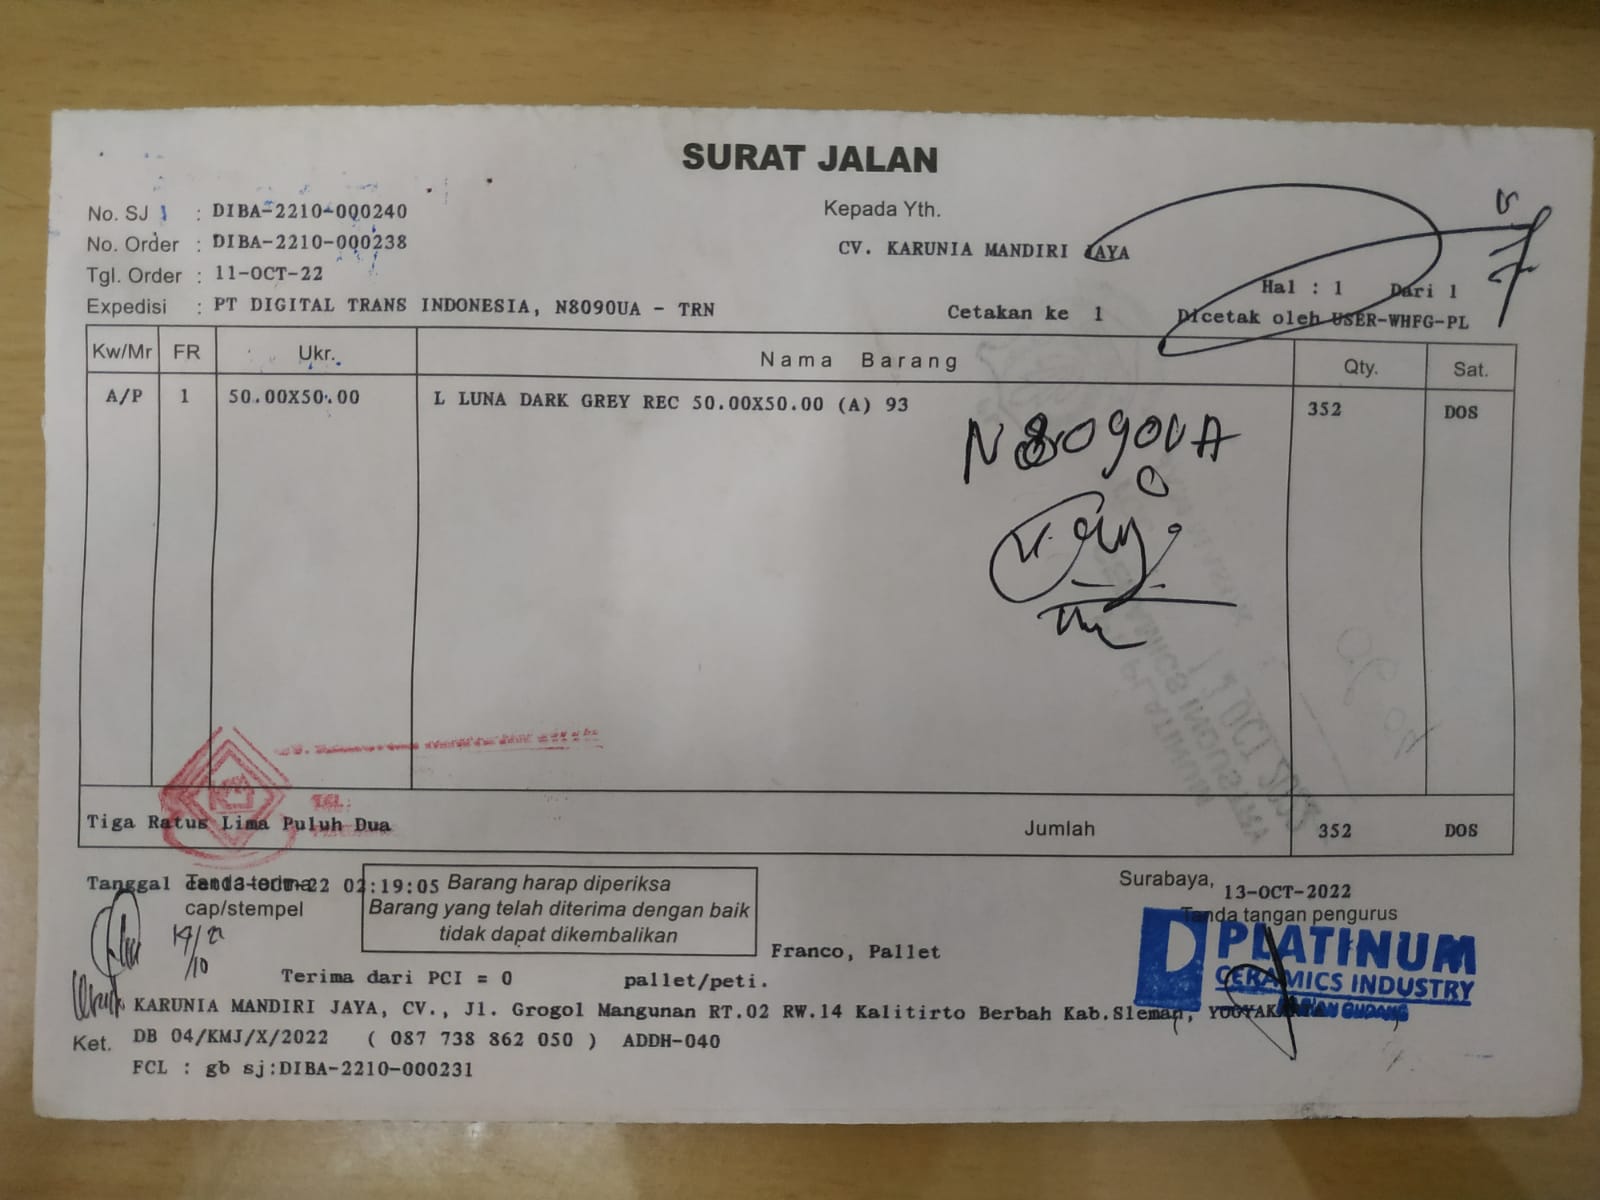 SURAT JALAN
No. SJ : DIBA-2210-000240
No. Order : DIBA-2210-000238
Tgl. Order : 11-OCT-22
Expedisi : PT DIGITAL TRANS INDONESIA, N8090UA - TRN
Kepada Yth.
CV. KARUNIA MANDIRI JAYA
Hal : 1 Dari 1
Cetakan ke 1 Dicetak oleh USER-WHFG-PL
Kw/Mr FR Ukr. Nama Barang Qty. Sat.
A/P 1 50.00X50.00 L LUNA DARK GREY REC 50.00X50.00 (A) 93 352 DOS
N8090UA
Tiga Ratus Lima Puluh Dua Jumlah 352 DOS
Tanggal 13-OCT-22 02:19:05
Tanda terima
cap/stempel
14/10
Barang harap diperiksa
Barang yang telah diterima dengan baik
tidak dapat dikembalikan
Surabaya, 13-OCT-2022
Tanda tangan pengurus
PLATINUM
CERAMICS INDUSTRY
GUDANG
Franco, Pallet
Terima dari PCI = 0 pallet/peti.
KARUNIA MANDIRI JAYA, CV., Jl. Grogol Mangunan RT.02 RW.14 Kalitirto Berbah Kab.Sleman, YOGYAKARTA
Ket. DB 04/KMJ/X/2022 ( 087 738 862 050 ) ADDH-040
FCL : gb sj:DIBA-2210-000231